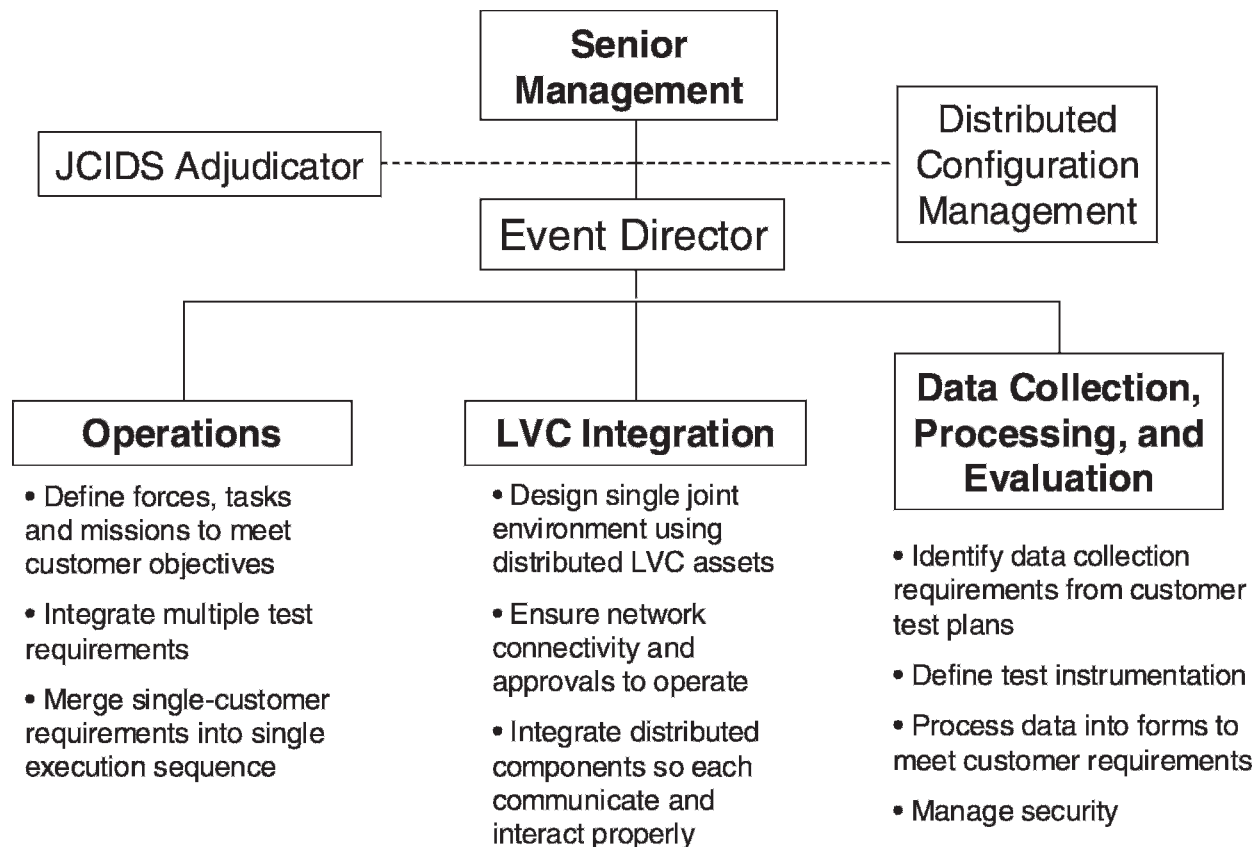 Senior
Management
JCIDS Adjudicator
Distributed
Configuration
Management
Event Director
Operations
• Define forces, tasks
and missions to meet
customer objectives
• Integrate multiple test
requirements
• Merge single-customer
requirements into single
execution sequence
LVC Integration
• Design single joint
environment using
distributed LVC assets
• Ensure network
connectivity and
approvals to operate
• Integrate distributed
components so each
communicate and
interact properly
Data Collection,
Processing, and
Evaluation
• Identify data collection
requirements from customer
test plans
• Define test instrumentation
• Process data into forms to
meet customer requirements
• Manage security